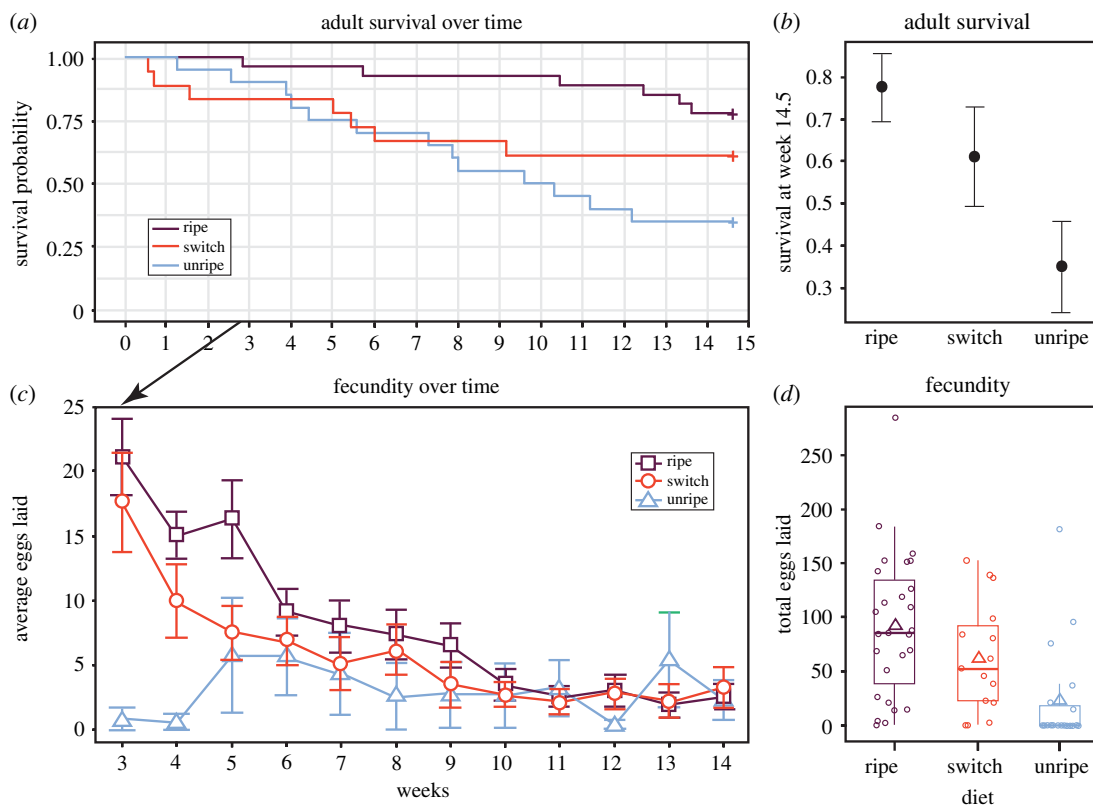 (a)
adult survival over time
1.00
0.75
0.50
0.25
0
survival probability
ripe
switch
unripe
0 1 2 3 4 5 6 7 8 9 10 11 12 13 14 15
(b)
adult survival
0.8
0.7
0.6
0.5
0.4
0.3
survival at week 14.5
ripe switch unripe
(c)
fecundity over time
25
20
15
10
5
0
average eggs laid
ripe
switch
unripe
3 4 5 6 7 8 9 10 11 12 13 14
weeks
(d)
fecundity
250
200
150
100
50
0
total eggs laid
ripe switch unripe
diet